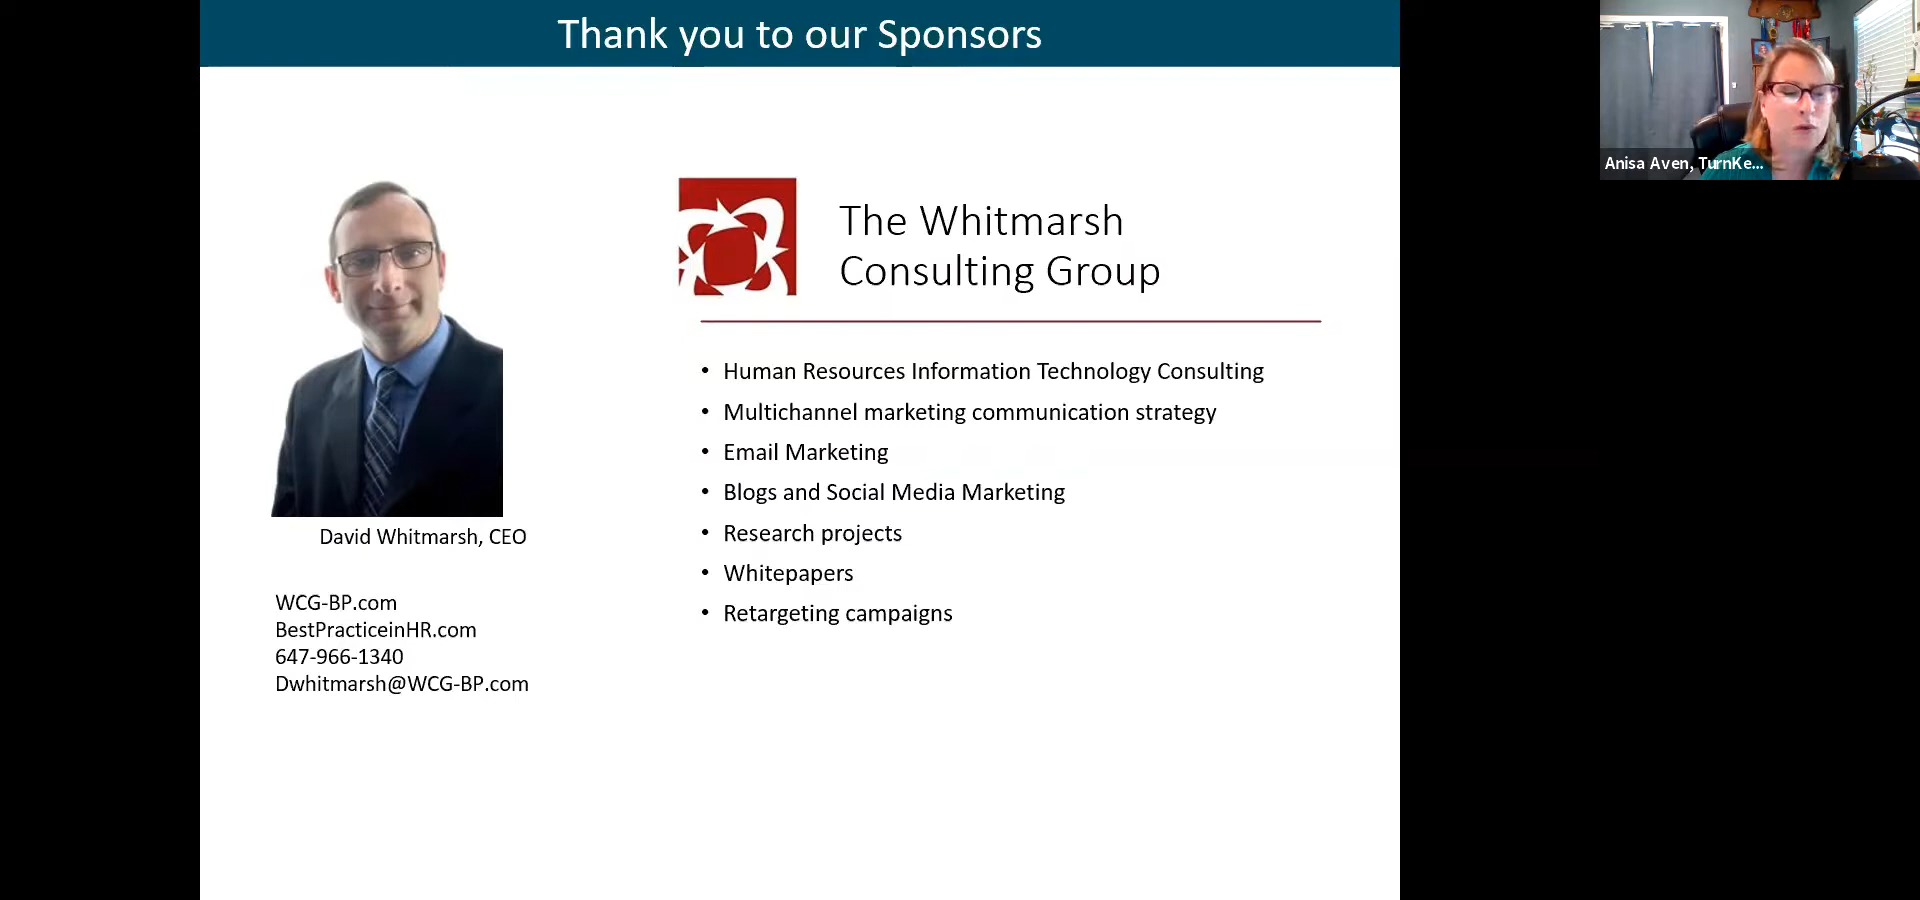 Thank you to our Sponsors
The Whitmarsh
Consulting Group
• Human Resources Information Technology Consulting
• Multichannel marketing communication strategy
• Email Marketing
• Blogs and Social Media Marketing
• Research projects
• Whitepapers
• Retargeting campaigns
David Whitmarsh, CEO
WCG-BP.com
BestPracticeinHR.com
647-966-1340
Dwhitmarsh@WCG-BP.com
Anisa Aven, TurnKe...